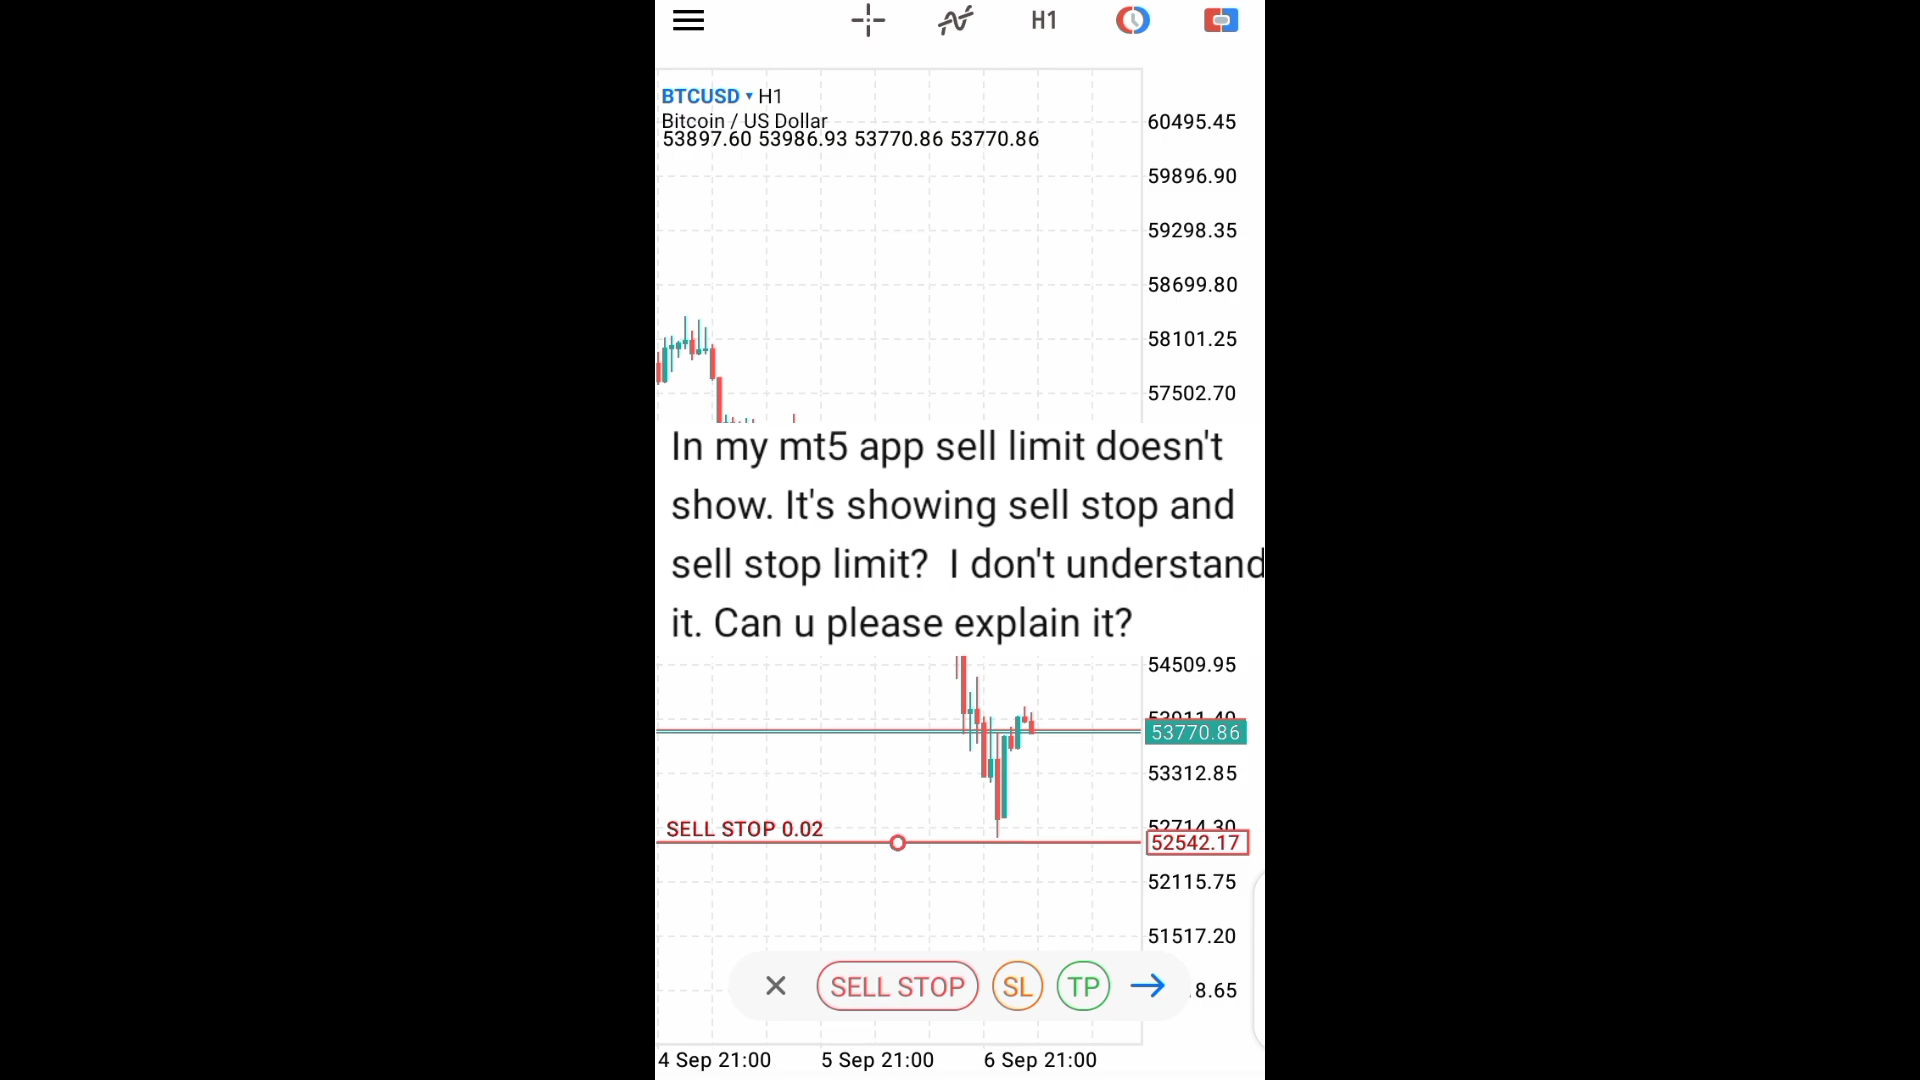 H1
BTCUSD ▾ H1
Bitcoin / US Dollar
53897.60 53986.93 53770.86 53770.86
60495.45
59896.90
59298.35
58699.80
58101.25
57502.70
In my mt5 app sell limit doesn't
show. It's showing sell stop and
sell stop limit?  I don't understand
it. Can u please explain it?
54509.95
53911.40
53770.86
53312.85
SELL STOP 0.02
52714.30
52542.17
52115.75
51517.20
SELL STOP SL TP
8.65
4 Sep 21:00 5 Sep 21:00 6 Sep 21:00